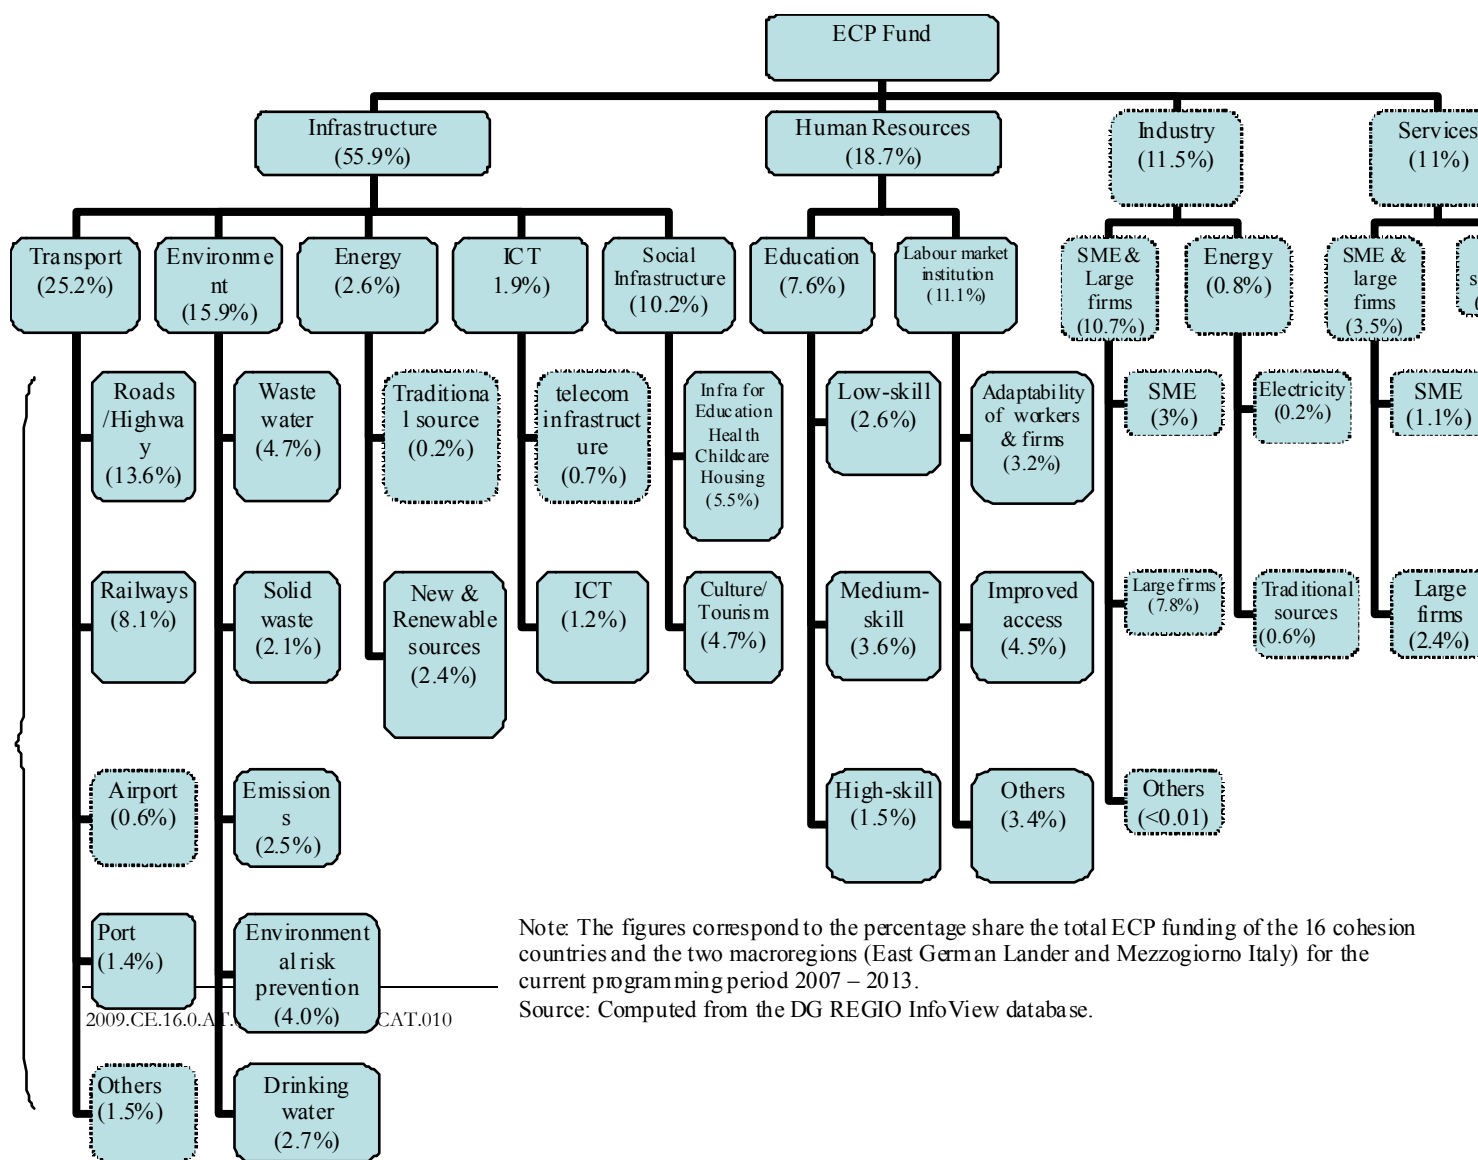 ECP Fund
Infrastructure
(55.9%)
Human Resources
(18.7%)
Industry
(11.5%)
Services
(11%)
Transport
(25.2%)
Environme
nt
(15.9%)
Energy
(2.6%)
ICT
1.9%)
Social
Infrastructure
(10.2%)
Education
(7.6%)
Labour market
institution
(11.1%)
SME &
Large
firms
(10.7%)
Energy
(0.8%)
SME &
large
firms
(3.5%)
Roads
/Highwa
y
(13.6%)
Waste
water
(4.7%)
Traditiona
l source
(0.2%)
telecom
infrastruct
ure
(0.7%)
Infra for
Education
Health
Childcare
Housing
(5.5%)
Low-skill
(2.6%)
Adaptability
of workers
& firms
(3.2%)
SME
(3%)
Electricity
(0.2%)
SME
(1.1%)
Railways
(8.1%)
Solid
waste
(2.1%)
New &
Renewable
sources
(2.4%)
ICT
(1.2%)
Culture/
Tourism
(4.7%)
Medium-
skill
(3.6%)
Improved
access
(4.5%)
Large firms
(7.8%)
Traditional
sources
(0.6%)
Large
firms
(2.4%)
Airport
(0.6%)
Emission
s
(2.5%)
High-skill
(1.5%)
Others
(3.4%)
Others
(<0.01)
Port
(1.4%)
Environment
al risk
prevention
(4.0%)
Others
(1.5%)
Drinking
water
(2.7%)
Note: The figures correspond to the percentage share the total ECP funding of the 16 cohesion
countries and the two macroregions (East German Lander and Mezzogiorno Italy) for the
current programming period 2007 – 2013.
Source: Computed from the DG REGIO InfoView database.
2009.CE.16.0.AT. CAT.010